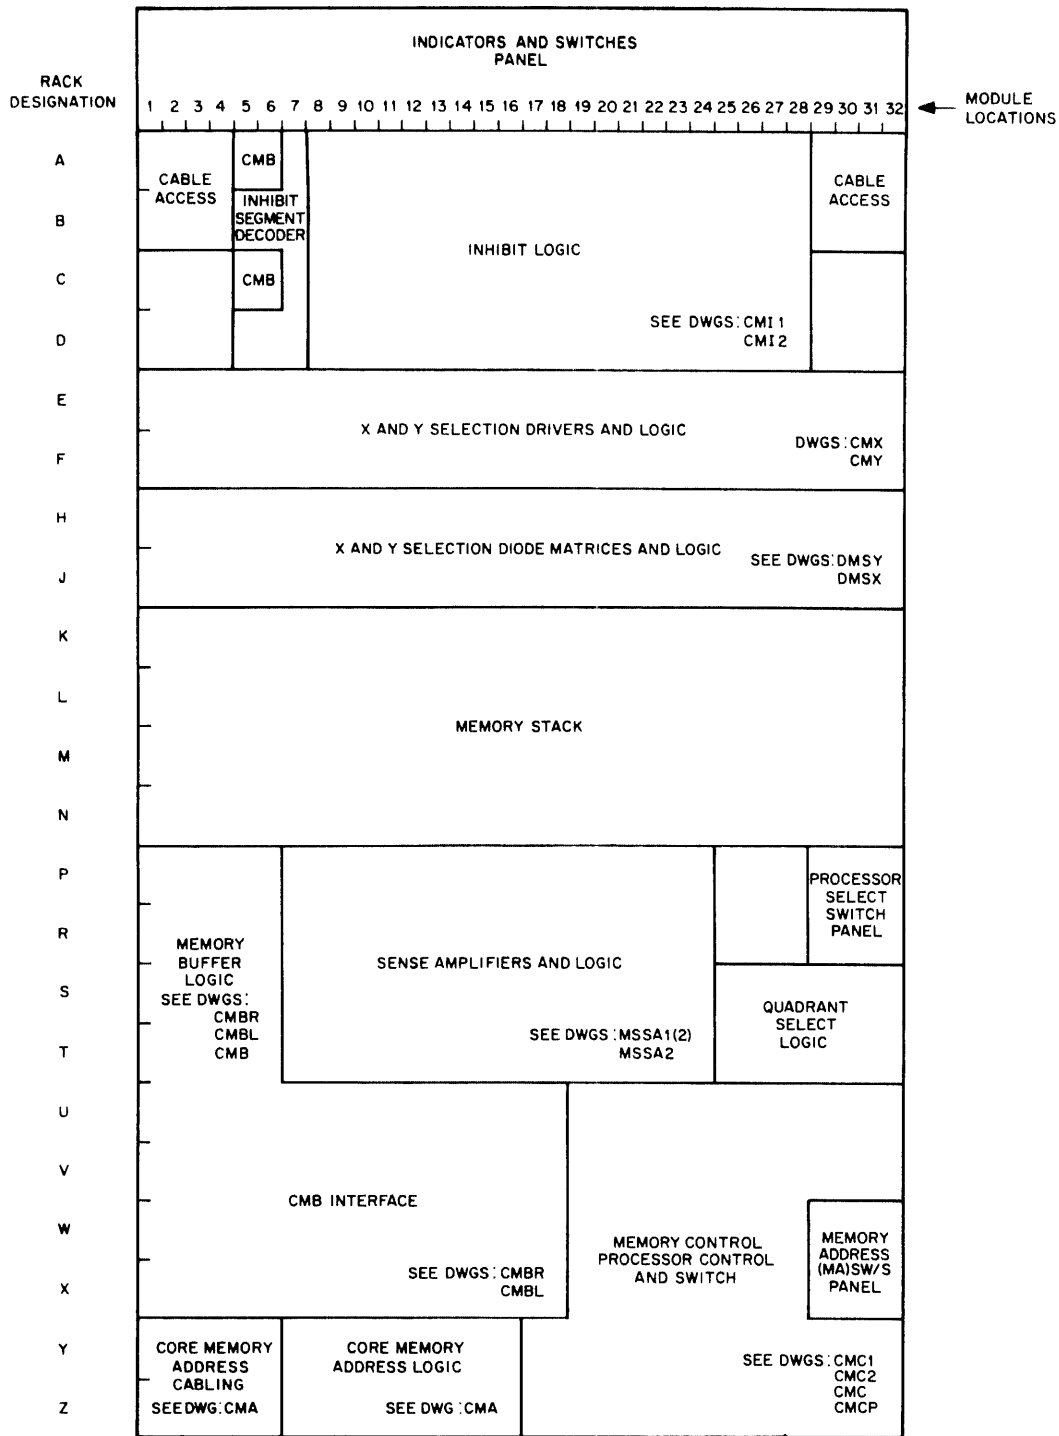 INDICATORS AND SWITCHES
PANEL
RACK
DESIGNATION
1 2 3 4 5 6 7 8 9 10 11 12 13 14 15 16 17 18 19 20 21 22 23 24 25 26 27 28 29 30 31 32
MODULE
LOCATIONS
A
B
C
D
CABLE
ACCESS
CMB
INHIBIT
SEGMENT
DECODER
CMB
INHIBIT LOGIC
SEE DWGS: CMI 1
CMI 2
CABLE
ACCESS
E
F
X AND Y SELECTION DRIVERS AND LOGIC
DWGS: CMX
CMY
H
J
X AND Y SELECTION DIODE MATRICES AND LOGIC
SEE DWGS: DMSY
DMSX
K
L
M
N
MEMORY STACK
P
R
S
T
MEMORY
BUFFER
LOGIC
SEE DWGS:
CMBR
CMBL
CMB
SENSE AMPLIFIERS AND LOGIC
SEE DWGS: MSSA1(2)
MSSA2
PROCESSOR
SELECT
SWITCH
PANEL
QUADRANT
SELECT
LOGIC
U
V
W
X
CMB INTERFACE
SEE DWGS: CMBR
CMBL
MEMORY CONTROL
PROCESSOR CONTROL
AND SWITCH
MEMORY
ADDRESS
(MA)SW/S
PANEL
Y
Z
CORE MEMORY
ADDRESS
CABLING
SEE DWG: CMA
CORE MEMORY
ADDRESS LOGIC
SEE DWG: CMA
SEE DWGS: CMC1
CMC2
CMC
CMCP